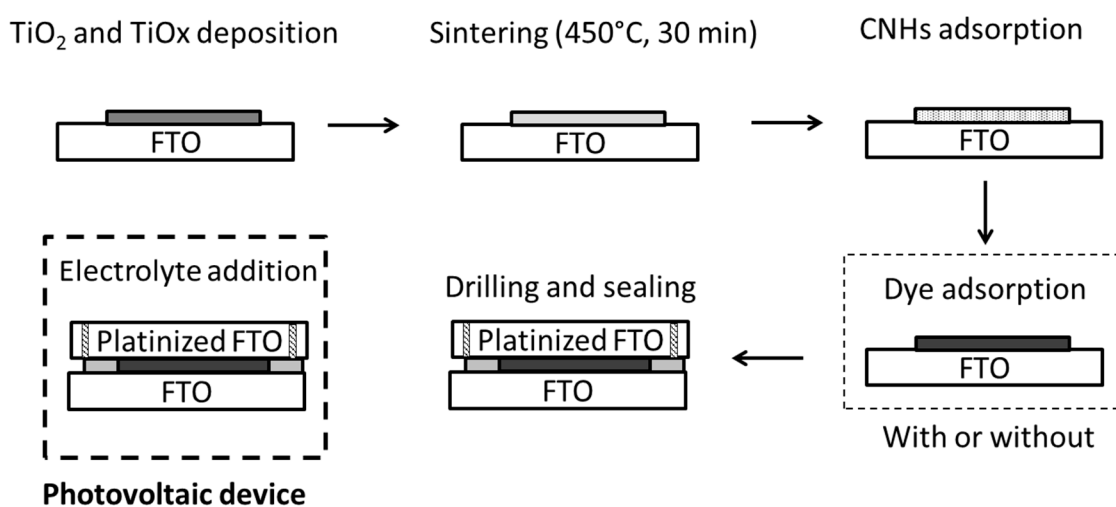 TiO₂ and TiOx deposition
FTO
Sintering (450°C, 30 min)
FTO
CNHs adsorption
FTO
Dye adsorption
FTO
With or without
Drilling and sealing
Platinized FTO
FTO
Electrolyte addition
Platinized FTO
FTO
Photovoltaic device